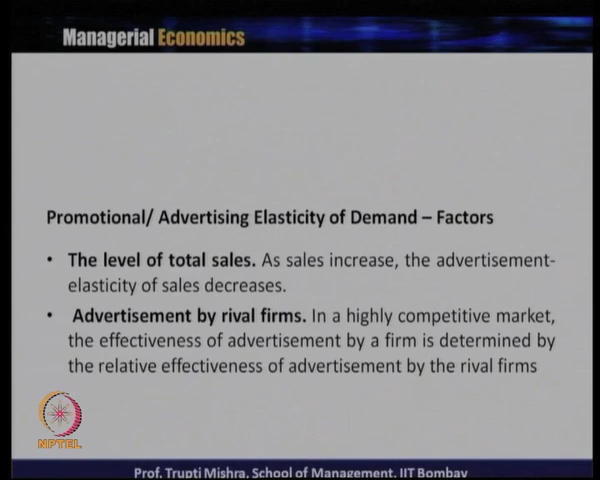 Managerial Economics
Promotional/ Advertising Elasticity of Demand – Factors
• The level of total sales. As sales increase, the advertisement-
elasticity of sales decreases.
• Advertisement by rival firms. In a highly competitive market,
the effectiveness of advertisement by a firm is determined by
the relative effectiveness of advertisement by the rival firms
NPTEL
Prof. Trupti Mishra, School of Management, IIT Bombay